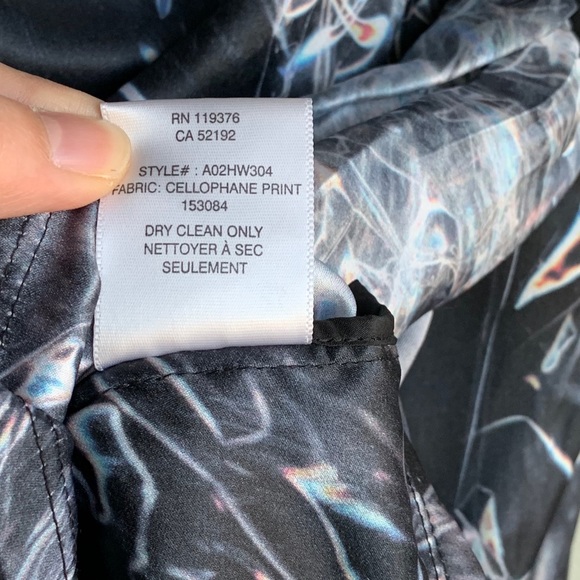 RN 119376
CA 52192
STYLE# : A02HW304
FABRIC: CELLOPHANE PRINT
153084
DRY CLEAN ONLY
NETTOYER À SEC
SEULEMENT